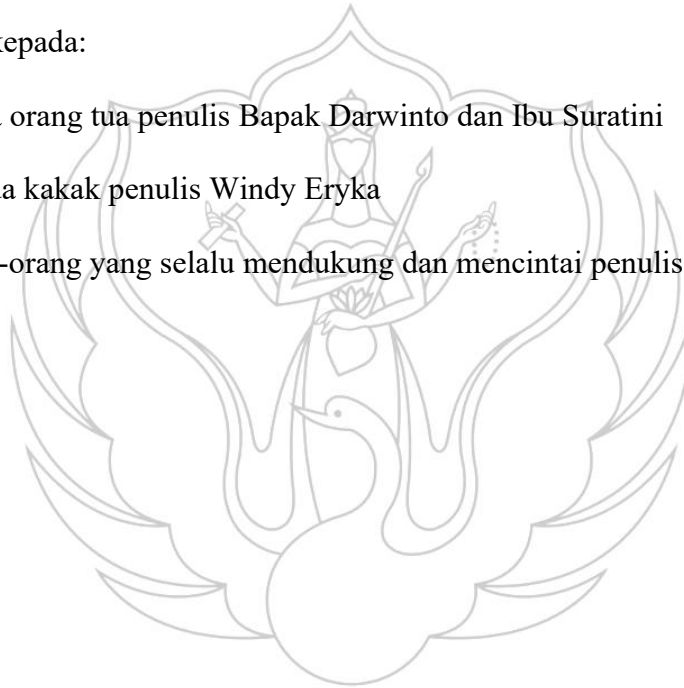 kepada:
orang tua penulis Bapak Darwinto dan Ibu Suratini
kakak penulis Windy Eryka
-orang yang selalu mendukung dan mencintai penulis